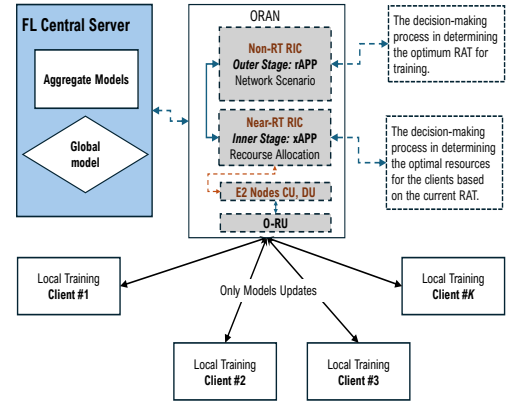 FL Central Server
Aggregate Models
Global
model
ORAN
Non-RT RIC
Outer Stage: rAPP
Network Scenario
Near-RT RIC
Inner Stage: xAPP
Recourse Allocation
E2 Nodes CU, DU
O-RU
The decision-making
process in determining
the optimum RAT for
training.
The decision-making
process in determining
the optimal resources
for the clients based
on the current RAT.
Local Training
Client #1
Only Models Updates
Local Training
Client #K
Local Training
Client #2
Local Training
Client #3